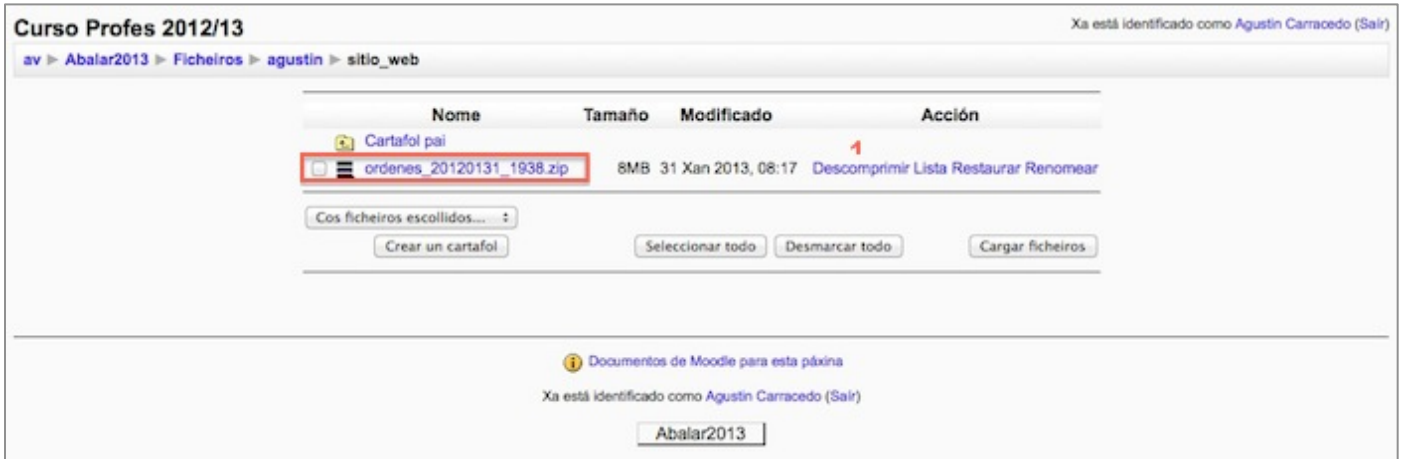 Curso Profes 2012/13
Xa está identificado como Agustin Carracedo (Saír)
av ► Abalar2013 ► Ficheiros ► agustin ► sitio_web
Nome Tamaño Modificado Acción
Cartafol pai
1
ordenes_20120131_1938.zip 8MB 31 Xan 2013, 08:17 Descomprimir Lista Restaurar Renomear
Cos ficheiros escollidos...
Crear un cartafol Seleccionar todo Desmarcar todo Cargar ficheiros
Documentos de Moodle para esta páxina
Xa está identificado como Agustin Carracedo (Saír)
Abalar2013